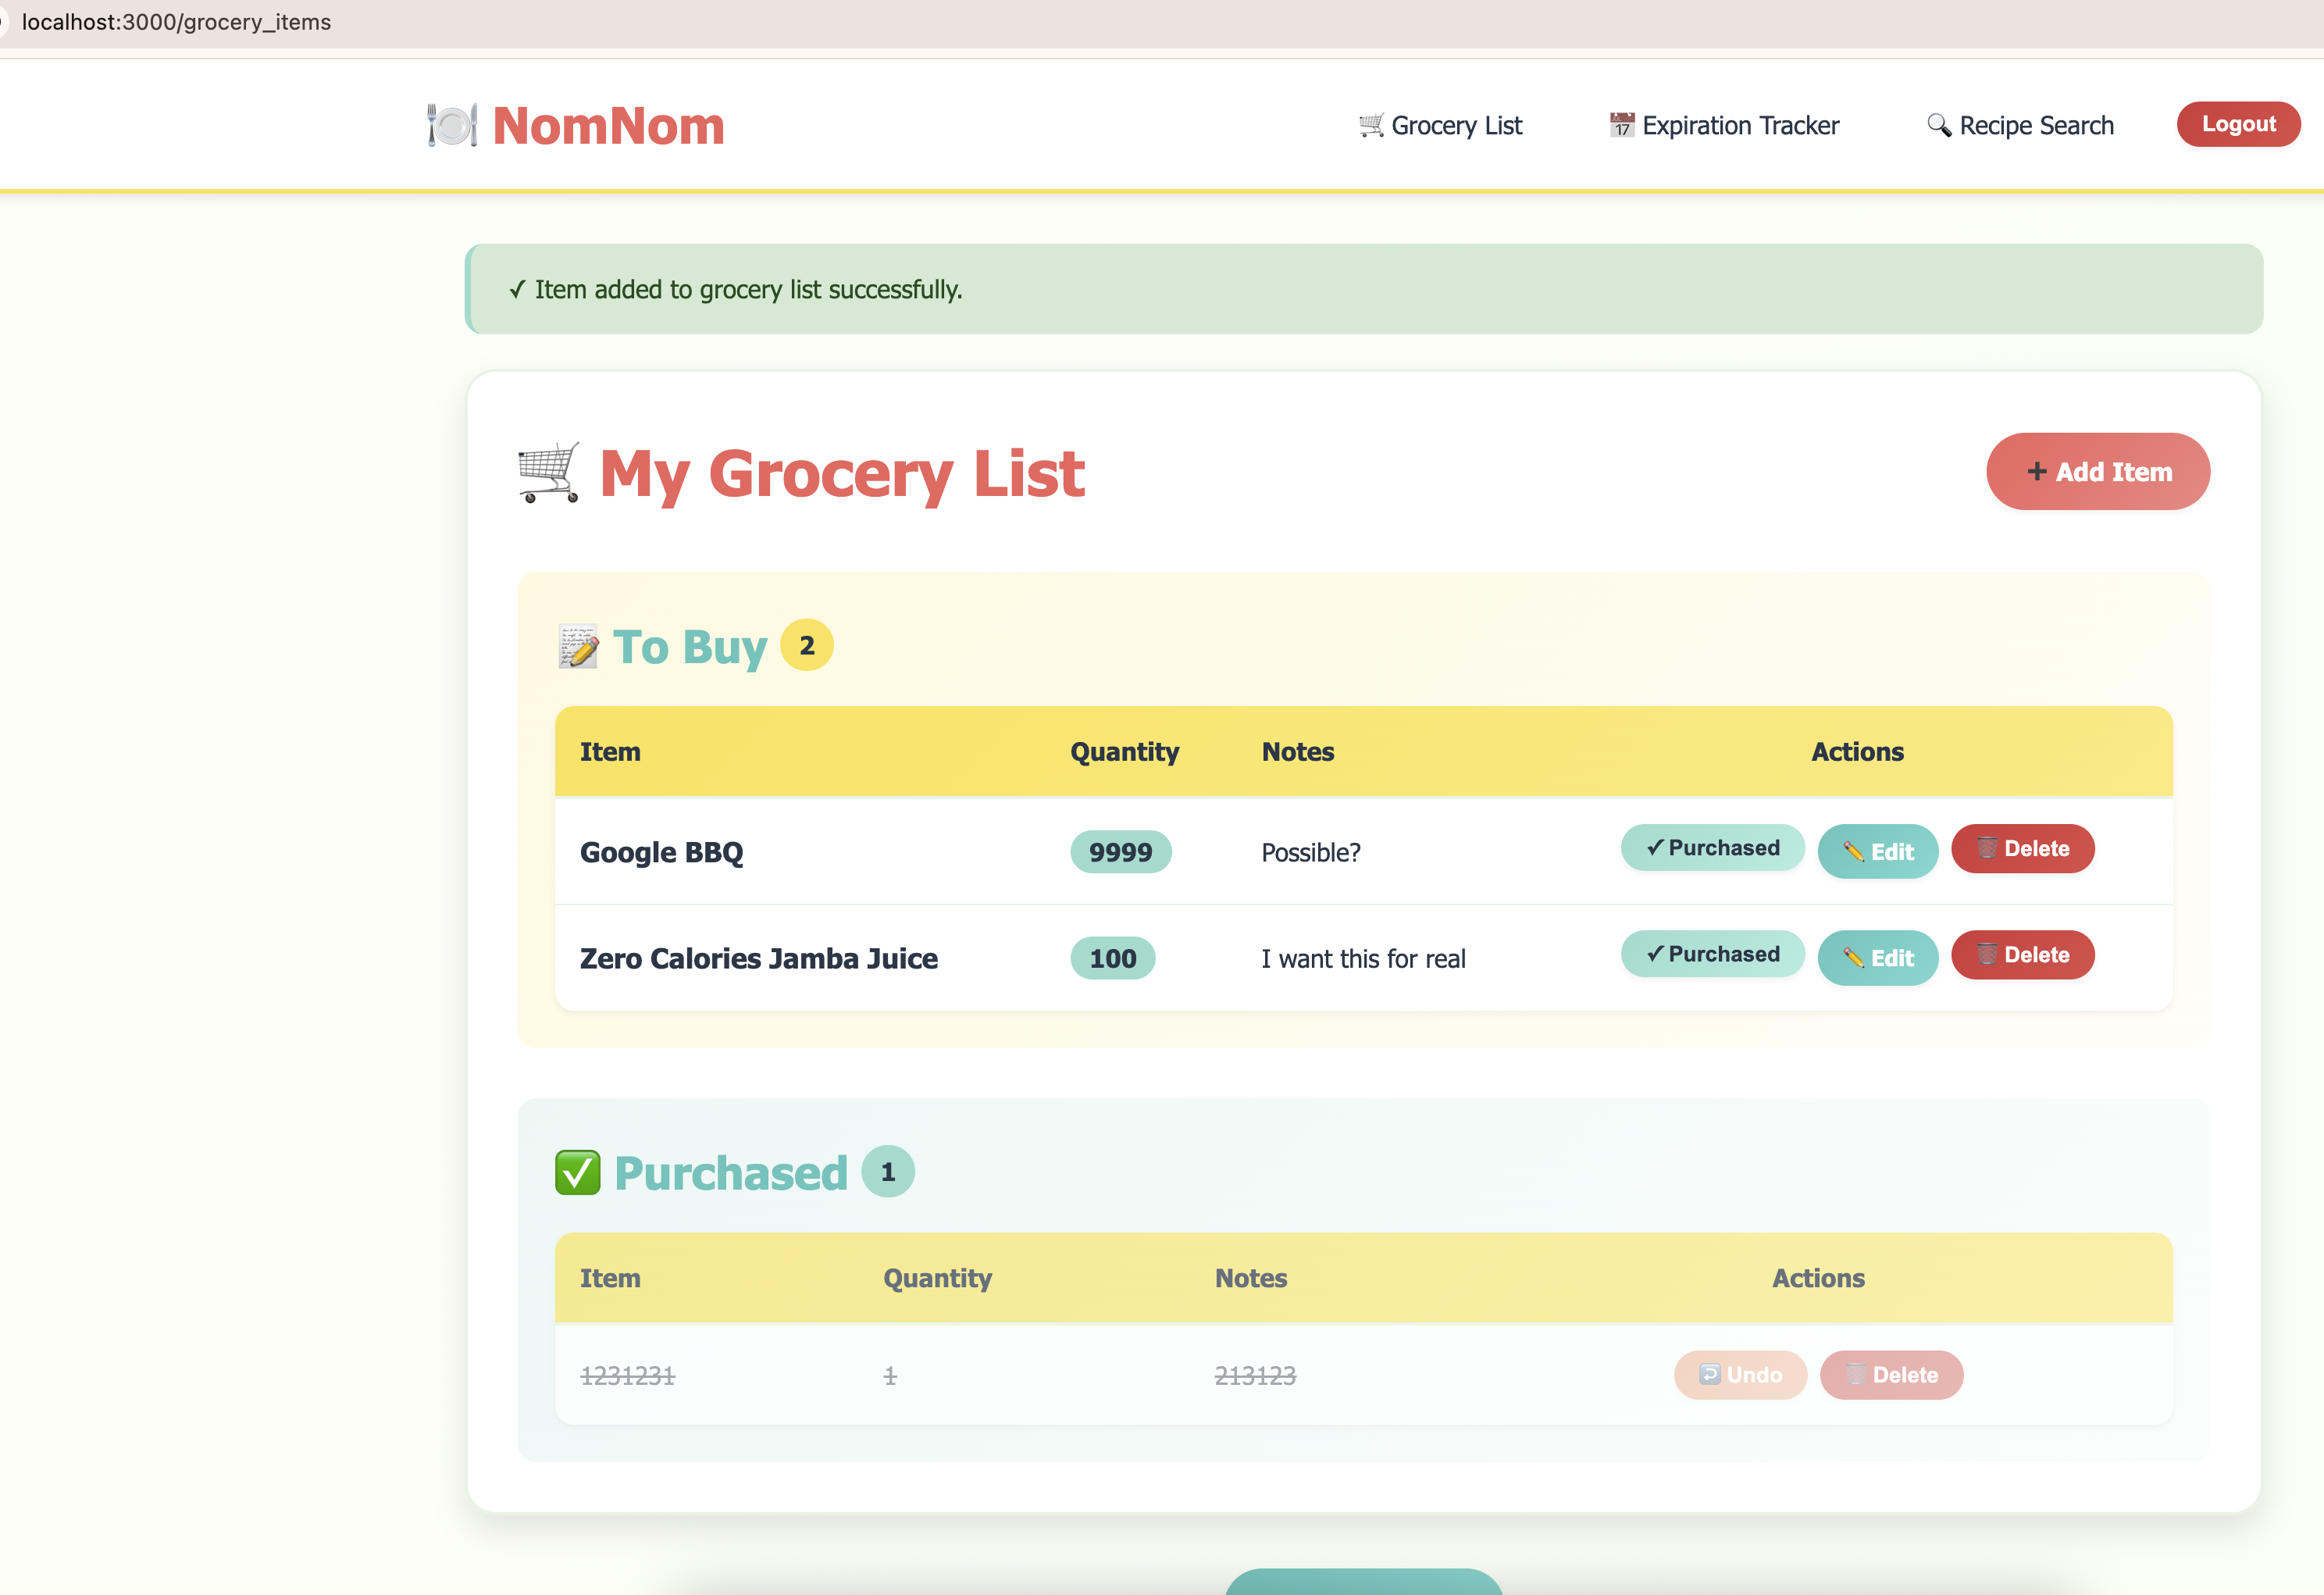 localhost:3000/grocery_items
NomNom
Grocery List
Expiration Tracker
Recipe Search
Logout
✓ Item added to grocery list successfully.
My Grocery List
+ Add Item
To Buy 2
Item Quantity Notes Actions
Google BBQ 9999 Possible? ✓ Purchased Edit Delete
Zero Calories Jamba Juice 100 I want this for real ✓ Purchased Edit Delete
Purchased 1
Item Quantity Notes Actions
1231231 1 213123 Undo Delete